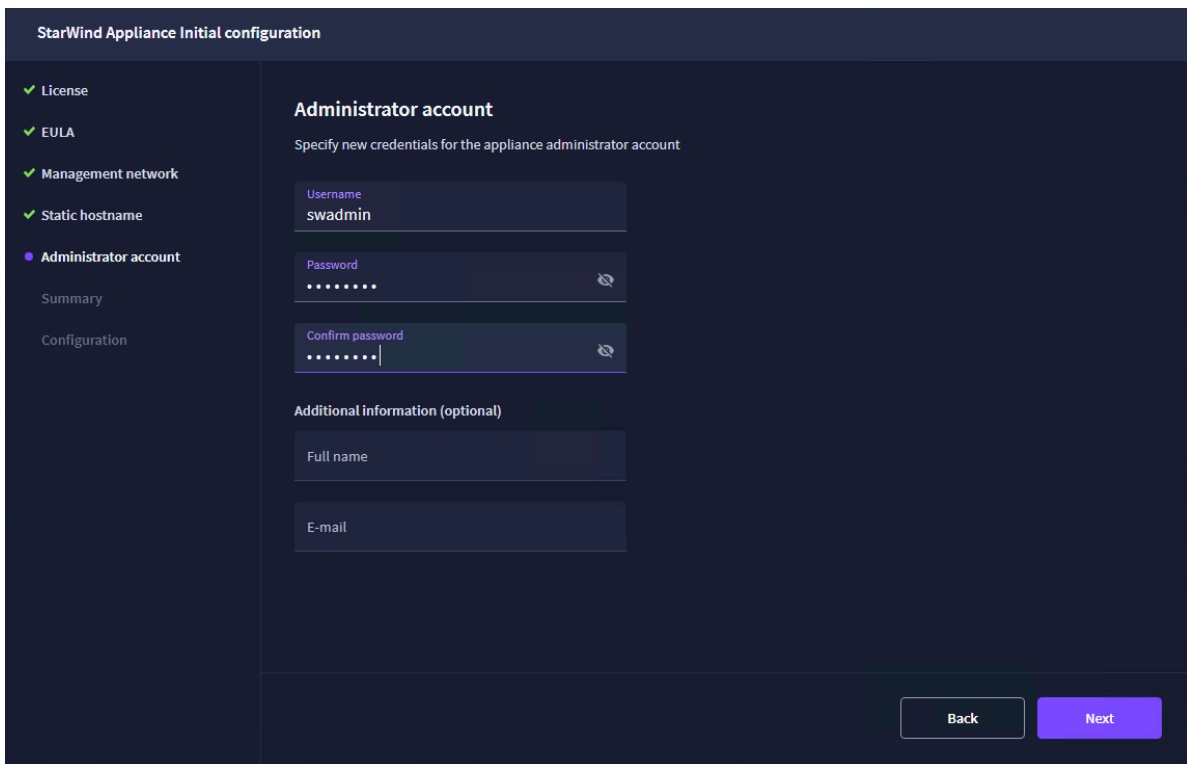 StarWind Appliance Initial configuration
License
EULA
Management network
Static hostname
Administrator account
Summary
Configuration
Administrator account
Specify new credentials for the appliance administrator account
Username
swadmin
Password
••••••••
Confirm password
••••••••
Additional information (optional)
Full name
E-mail
Back
Next